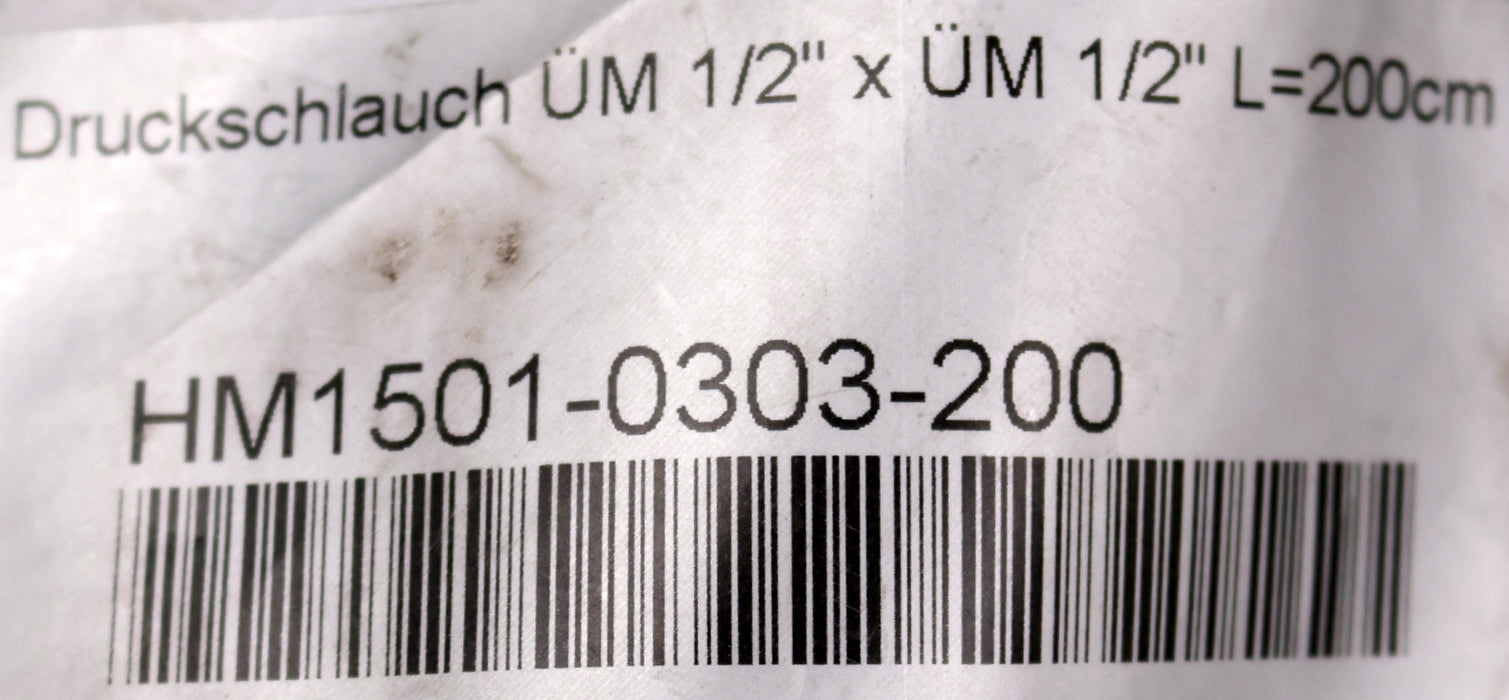 Druckschlauch ÜM 1/2" x ÜM 1/2" L=200cm
HM1501-0303-200